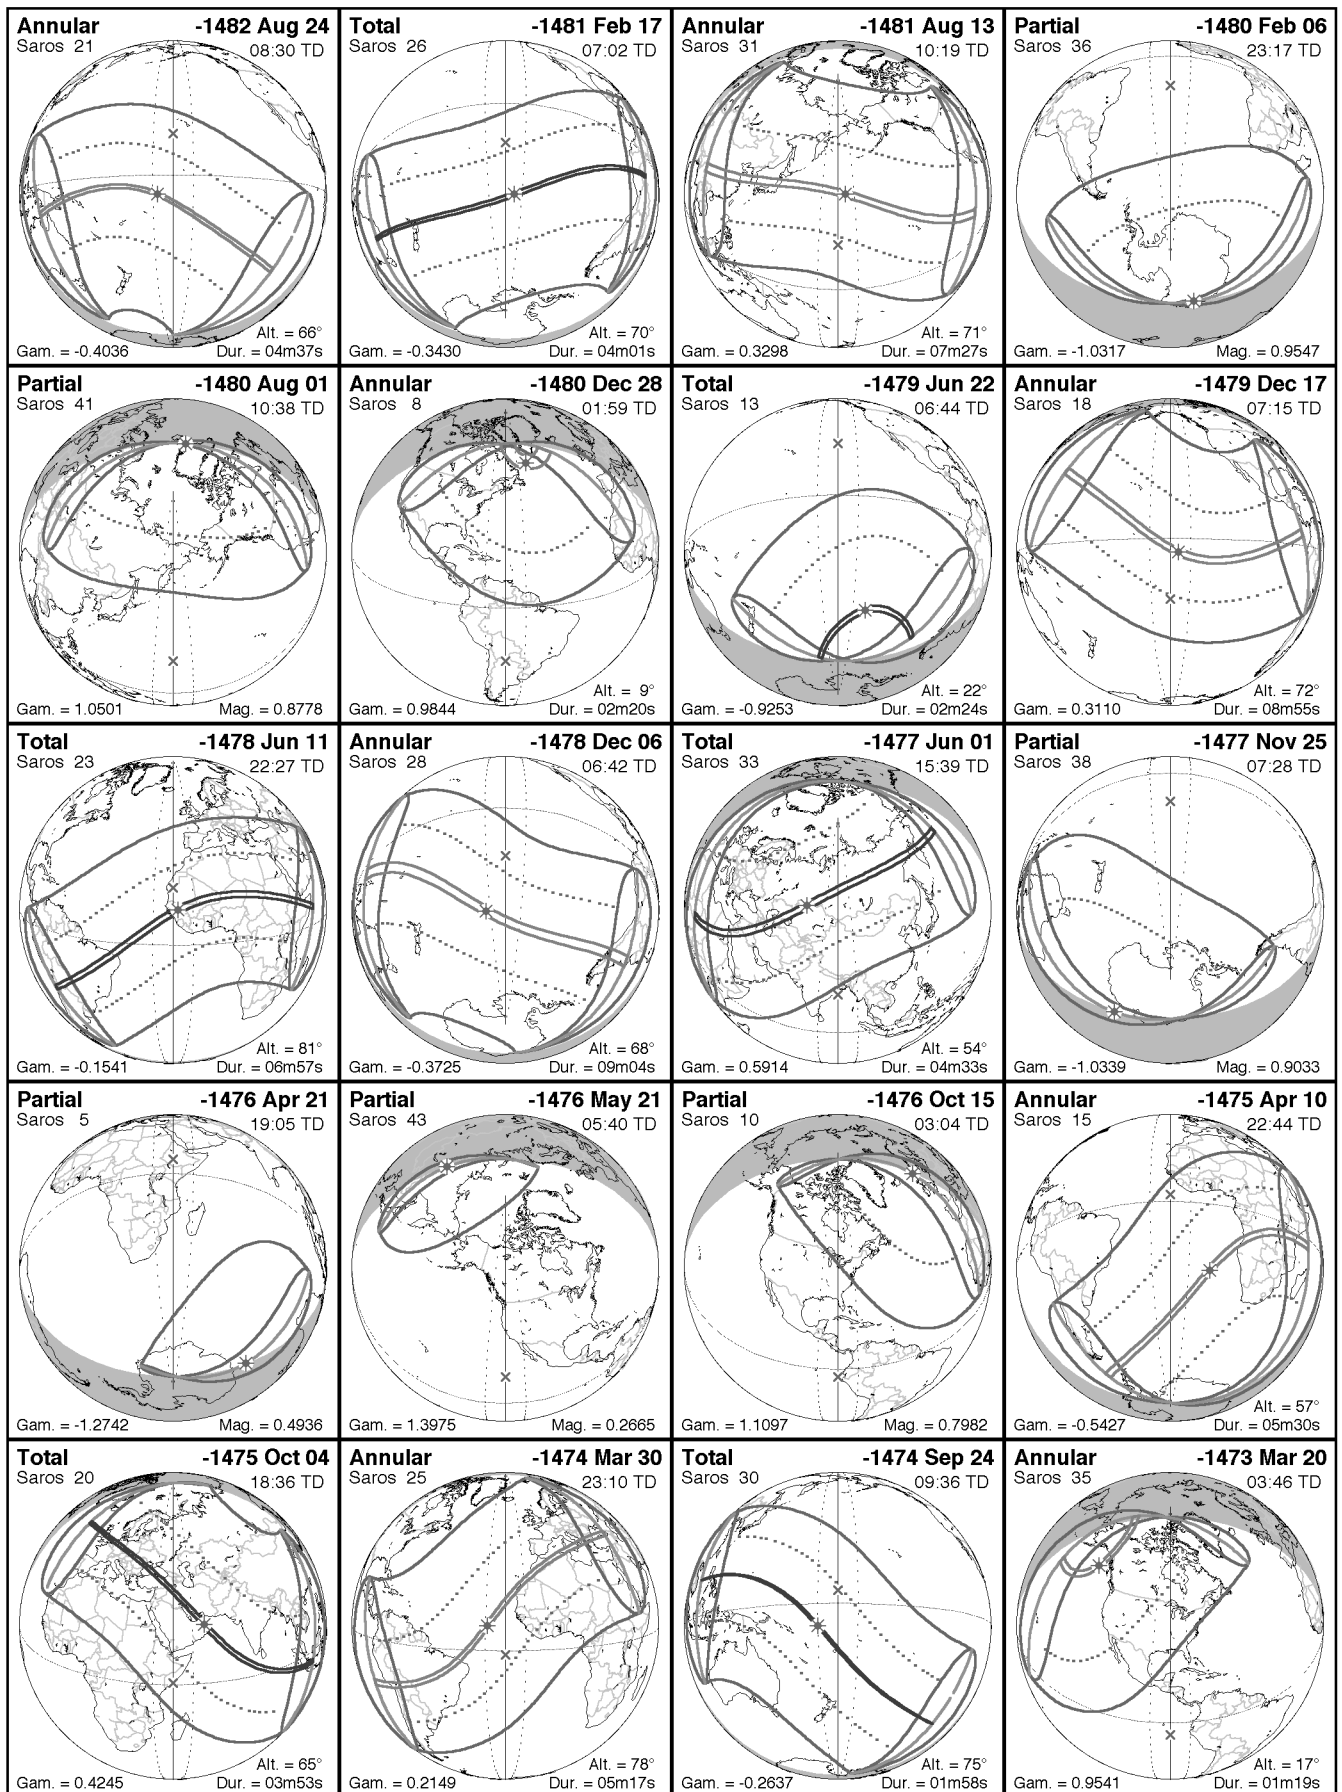 Annular -1482 Aug 24
Saros 21 08:30 TD
Alt. = 66°
Gam. = -0.4036 Dur. = 04m37s
Total -1481 Feb 17
Saros 26 07:02 TD
Alt. = 70°
Gam. = -0.3430 Dur. = 04m01s
Annular -1481 Aug 13
Saros 31 10:19 TD
Alt. = 71°
Gam. = 0.3298 Dur. = 07m27s
Partial -1480 Feb 06
Saros 36 23:17 TD
Gam. = -1.0317 Mag. = 0.9547
Partial -1480 Aug 01
Saros 41 10:38 TD
Gam. = 1.0501 Mag. = 0.8778
Annular -1480 Dec 28
Saros 8 01:59 TD
Alt. = 9°
Gam. = 0.9844 Dur. = 02m20s
Total -1479 Jun 22
Saros 13 06:44 TD
Alt. = 22°
Gam. = -0.9253 Dur. = 02m24s
Annular -1479 Dec 17
Saros 18 07:15 TD
Alt. = 72°
Gam. = 0.3110 Dur. = 08m55s
Total -1478 Jun 11
Saros 23 22:27 TD
Alt. = 81°
Gam. = -0.1541 Dur. = 06m57s
Annular -1478 Dec 06
Saros 28 06:42 TD
Alt. = 68°
Gam. = -0.3725 Dur. = 09m04s
Total -1477 Jun 01
Saros 33 15:39 TD
Alt. = 54°
Gam. = 0.5914 Dur. = 04m33s
Partial -1477 Nov 25
Saros 38 07:28 TD
Gam. = -1.0339 Mag. = 0.9033
Partial -1476 Apr 21
Saros 5 19:05 TD
Gam. = -1.2742 Mag. = 0.4936
Partial -1476 May 21
Saros 43 05:40 TD
Gam. = 1.3975 Mag. = 0.2665
Partial -1476 Oct 15
Saros 10 03:04 TD
Gam. = 1.1097 Mag. = 0.7982
Annular -1475 Apr 10
Saros 15 22:44 TD
Alt. = 57°
Gam. = -0.5427 Dur. = 05m30s
Total -1475 Oct 04
Saros 20 18:36 TD
Alt. = 65°
Gam. = 0.4245 Dur. = 03m53s
Annular -1474 Mar 30
Saros 25 23:10 TD
Alt. = 78°
Gam. = 0.2149 Dur. = 05m17s
Total -1474 Sep 24
Saros 30 09:36 TD
Alt. = 75°
Gam. = -0.2637 Dur. = 01m58s
Annular -1473 Mar 20
Saros 35 03:46 TD
Alt. = 17°
Gam. = 0.9541 Dur. = 01m19s